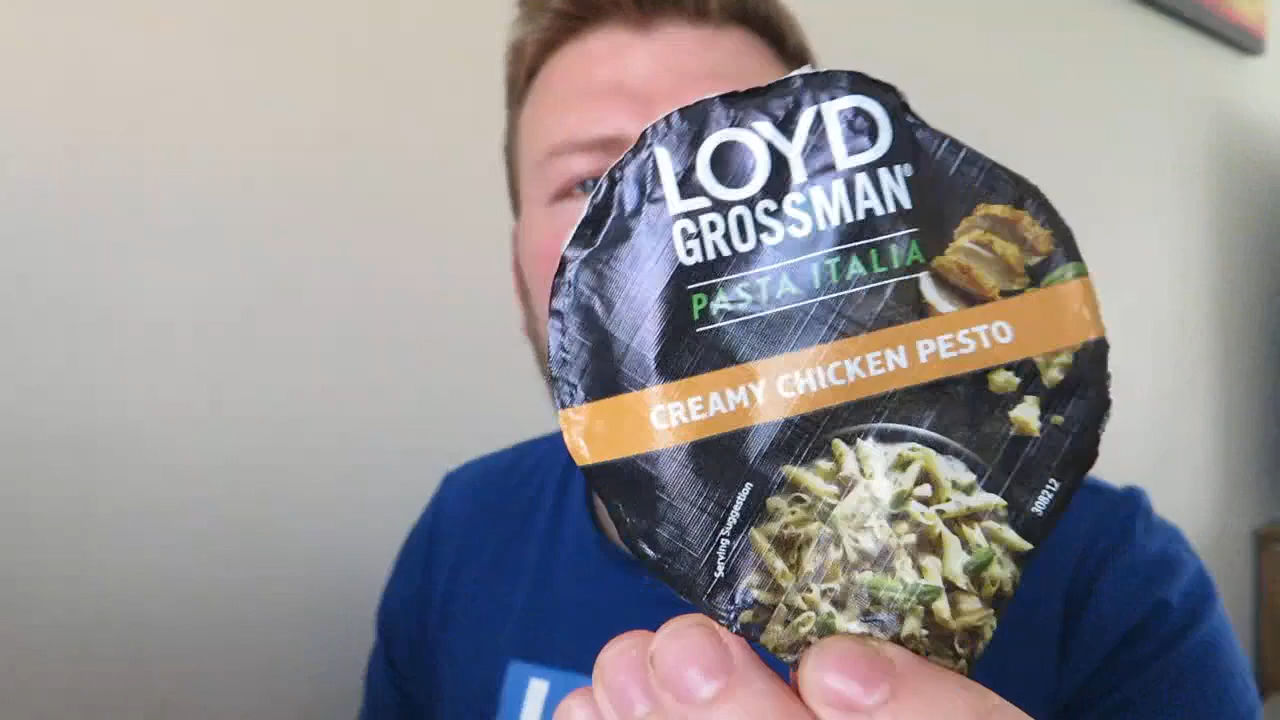 LOYD
GROSSMAN®
PASTA ITALIA
CREAMY CHICKEN PESTO
Serving Suggestion
308212